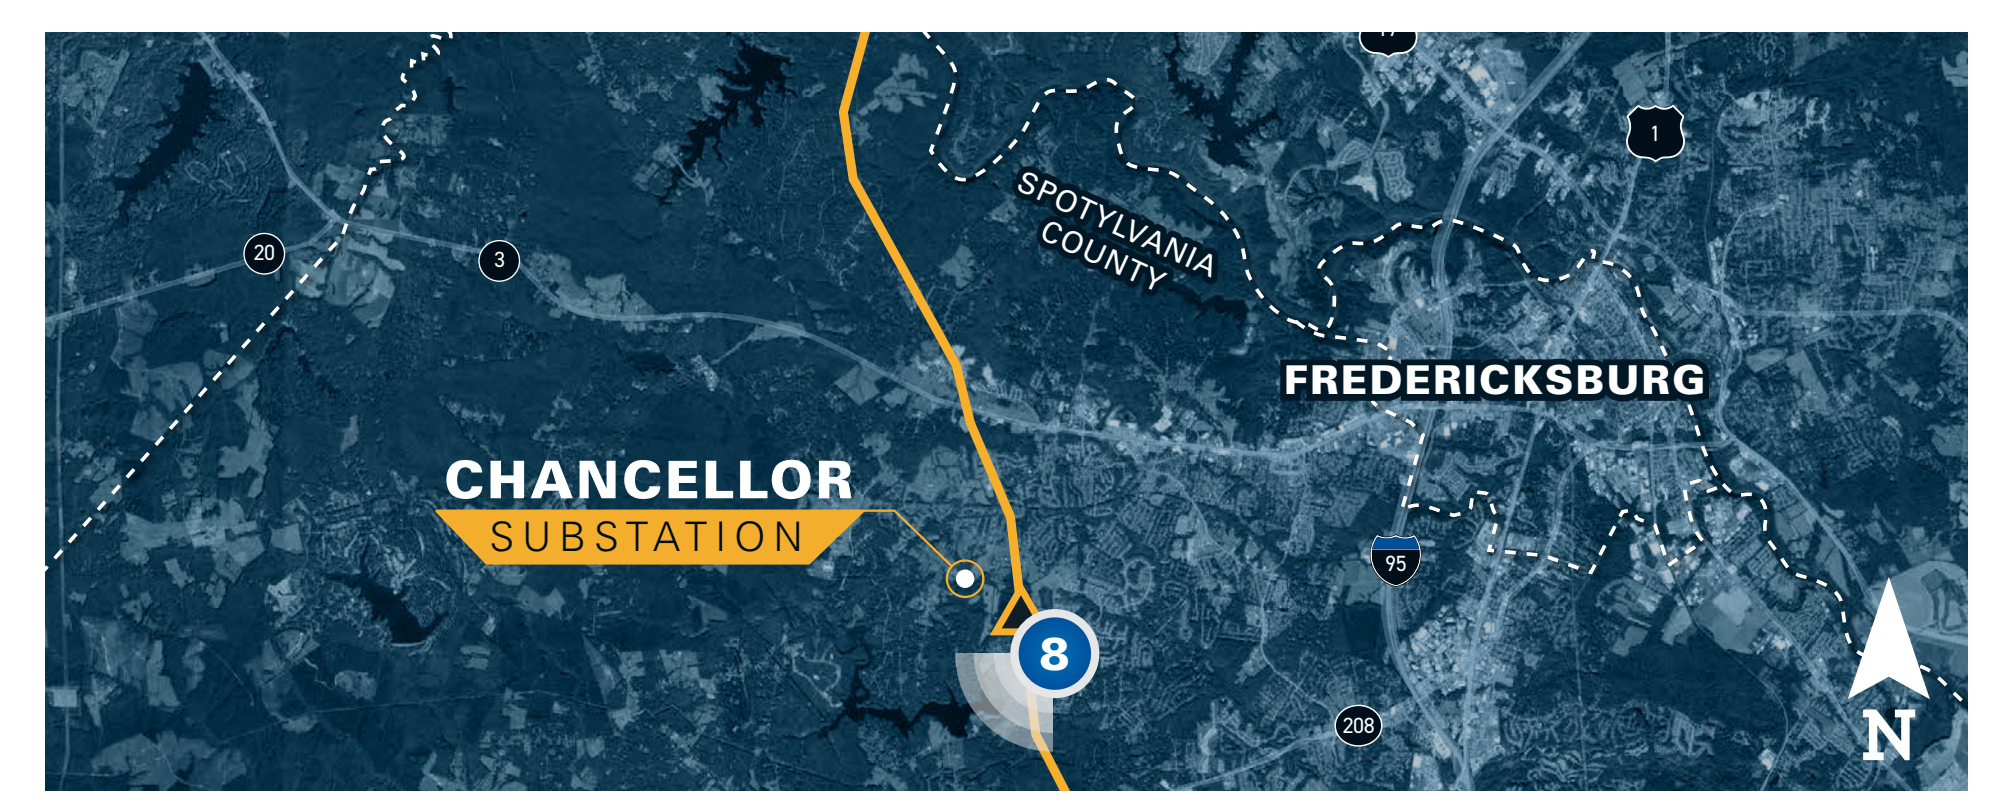 1
SPOTYLVANIA
COUNTY
20
3
FREDERICKSBURG
CHANCELLOR
SUBSTATION
95
8
208
N